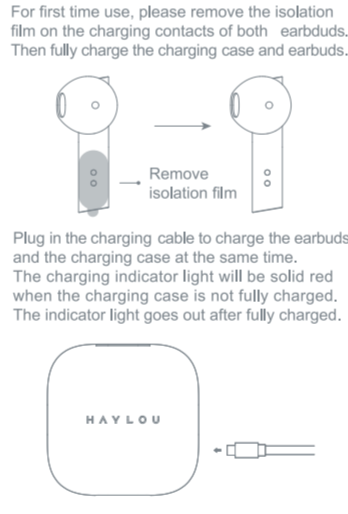 For first time use, please remove the isolation
film on the charging contacts of both earbduds.
Then fully charge the charging case and earbuds.
Remove
isolation film
Plug in the charging cable to charge the earbuds
and the charging case at the same time.
The charging indicator light will be solid red
when the charging case is not fully charged.
The indicator light goes out after fully charged.
HAYLOU